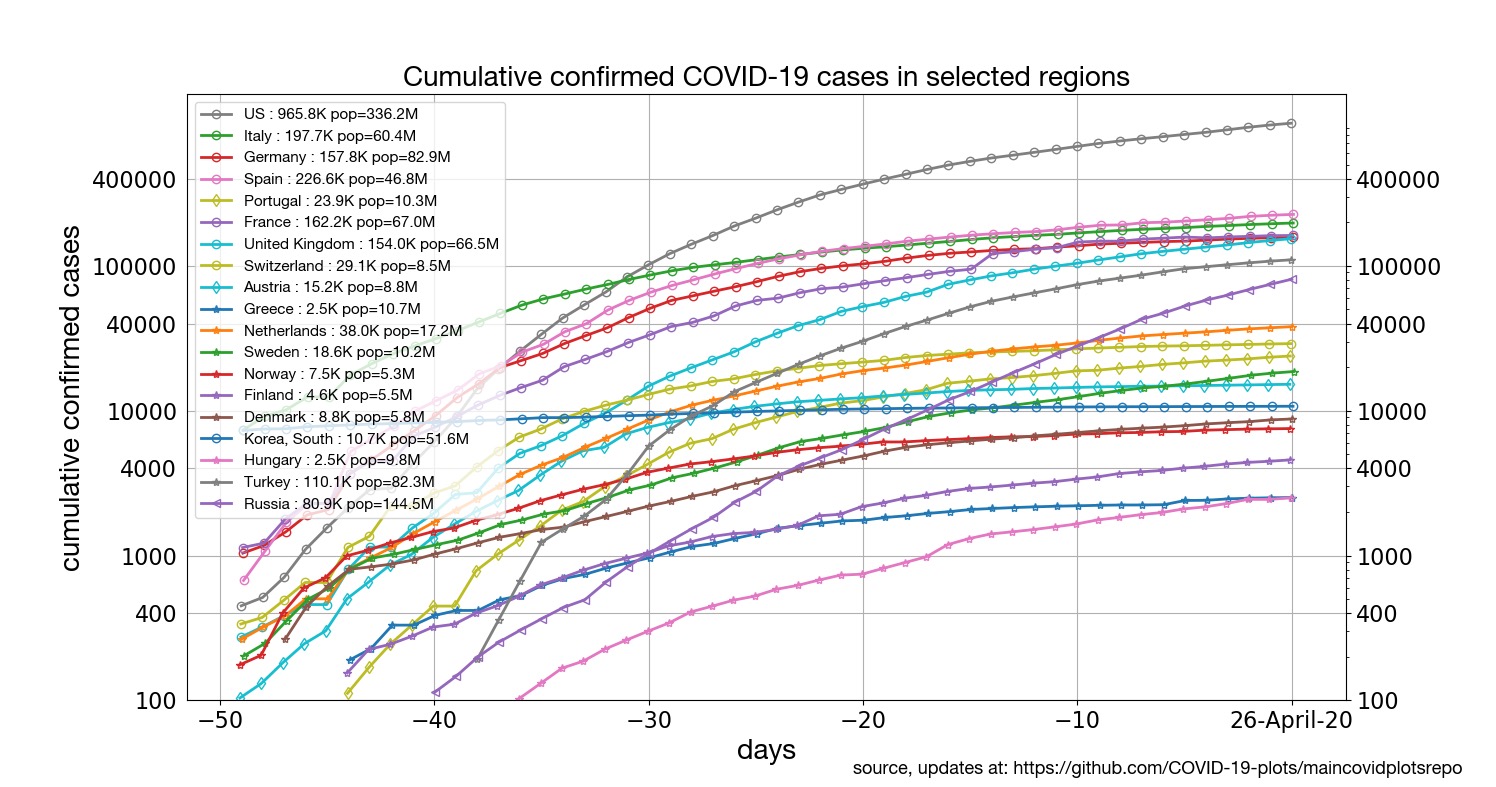 Cumulative confirmed COVID-19 cases in selected regions
US : 965.8K pop=336.2M
Italy : 197.7K pop=60.4M
Germany : 157.8K pop=82.9M
Spain : 226.6K pop=46.8M
Portugal : 23.9K pop=10.3M
France : 162.2K pop=67.0M
United Kingdom : 154.0K pop=66.5M
Switzerland : 29.1K pop=8.5M
Austria : 15.2K pop=8.8M
Greece : 2.5K pop=10.7M
Netherlands : 38.0K pop=17.2M
Sweden : 18.6K pop=10.2M
Norway : 7.5K pop=5.3M
Finland : 4.6K pop=5.5M
Denmark : 8.8K pop=5.8M
Korea, South : 10.7K pop=51.6M
Hungary : 2.5K pop=9.8M
Turkey : 110.1K pop=82.3M
Russia : 80.9K pop=144.5M
cumulative confirmed cases
400000
100000
40000
10000
4000
1000
400
100
400000
100000
400000
10000
4000
1000
400
100
−50 −40 −30 −20 −10 26-April-20
days
source, updates at: https://github.com/COVID-19-plots/maincovidplotsrepo